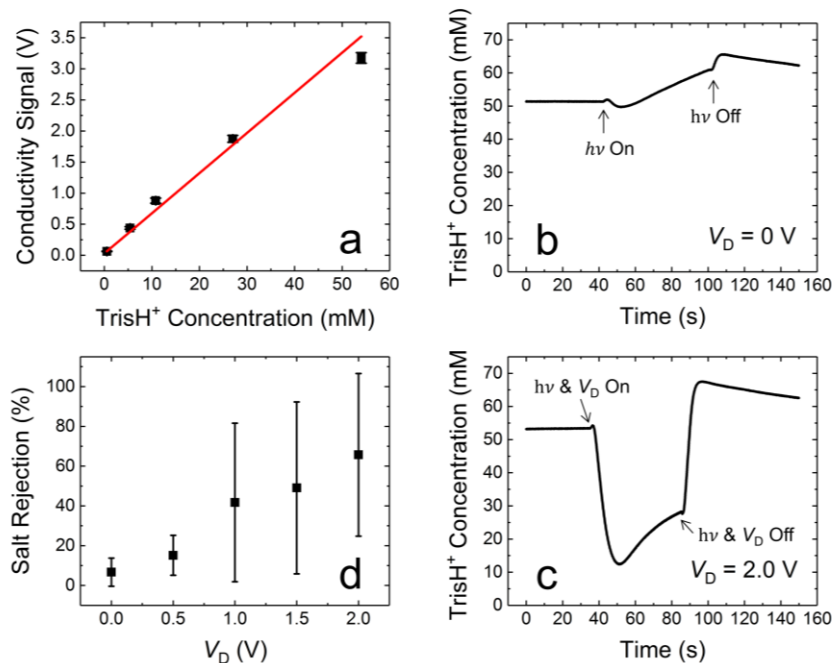 Conductivity Signal (V)
3.5
3.0
2.5
2.0
1.5
1.0
0.5
0.0
0 10 20 30 40 50 60
TrisH⁺ Concentration (mM)
a
TrisH⁺ Concentration (mM)
70
60
50
40
30
20
10
0
hν On
hν Off
b
V_D = 0 V
0 20 40 60 80 100 120 140 160
Time (s)
Salt Rejection (%)
100
80
60
40
20
0
d
0.0 0.5 1.0 1.5 2.0
V_D (V)
TrisH⁺ Concentration (mM
70
60
50
40
30
20
10
0
hν & V_D On
hν & V_D Off
c
V_D = 2.0 V
0 20 40 60 80 100 120 140 160
Time (s)